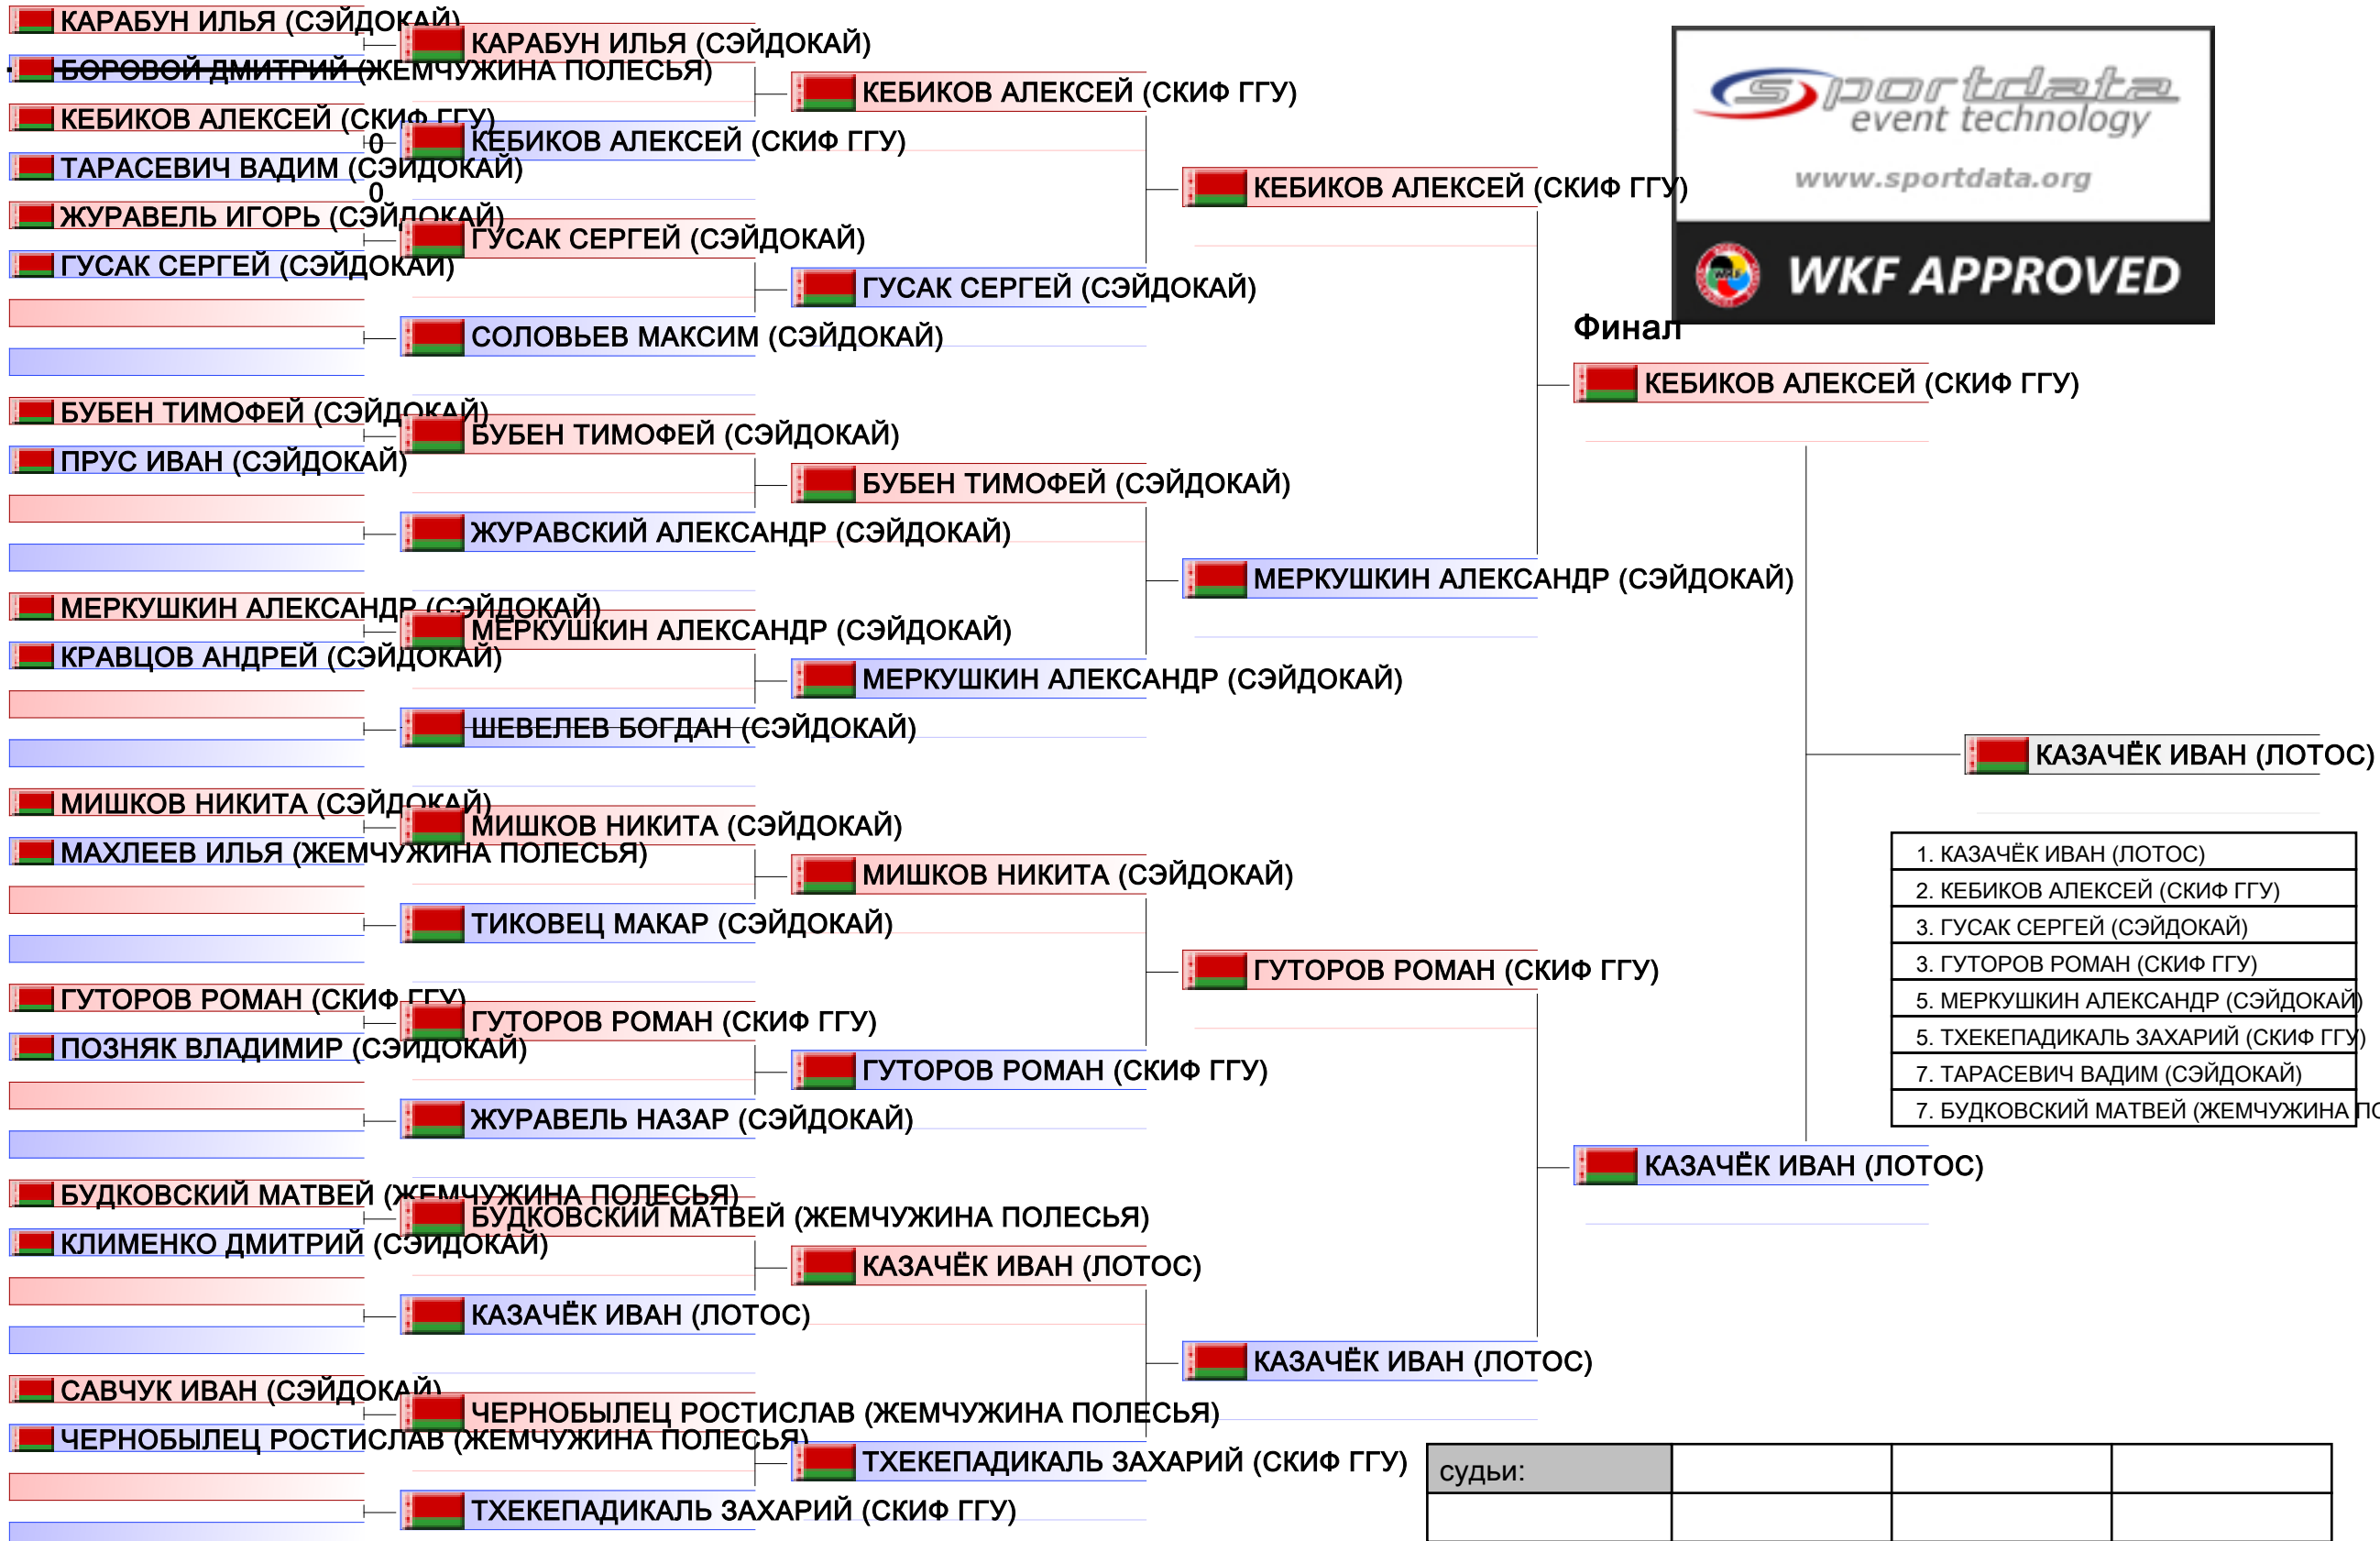 КАРАБУН ИЛЬЯ (СЭЙДОКАЙ)
БОРОВОЙ ДМИТРИЙ (ЖЕМЧУЖИНА ПОЛЕСЬЯ)
КЕБИКОВ АЛЕКСЕЙ (СКИФ ГГУ)
0
ТАРАСЕВИЧ ВАДИМ (СЭЙДОКАЙ)
0
ЖУРАВЕЛЬ ИГОРЬ (СЭЙДОКАЙ)
ГУСАК СЕРГЕЙ (СЭЙДОКАЙ)
БУБЕН ТИМОФЕЙ (СЭЙДОКАЙ)
ПРУС ИВАН (СЭЙДОКАЙ)
МЕРКУШКИН АЛЕКСАНДР (СЭЙДОКАЙ)
КРАВЦОВ АНДРЕЙ (СЭЙДОКАЙ)
МИШКОВ НИКИТА (СЭЙДОКАЙ)
МАХЛЕЕВ ИЛЬЯ (ЖЕМЧУЖИНА ПОЛЕСЬЯ)
ГУТОРОВ РОМАН (СКИФ ГГУ)
ПОЗНЯК ВЛАДИМИР (СЭЙДОКАЙ)
БУДКОВСКИЙ МАТВЕЙ (ЖЕМЧУЖИНА ПОЛЕСЬЯ)
КЛИМЕНКО ДМИТРИЙ (СЭЙДОКАЙ)
САВЧУК ИВАН (СЭЙДОКАЙ)
ЧЕРНОБЫЛЕЦ РОСТИСЛАВ (ЖЕМЧУЖИНА ПОЛЕСЬЯ)
КАРАБУН ИЛЬЯ (СЭЙДОКАЙ)
КЕБИКОВ АЛЕКСЕЙ (СКИФ ГГУ)
ГУСАК СЕРГЕЙ (СЭЙДОКАЙ)
СОЛОВЬЕВ МАКСИМ (СЭЙДОКАЙ)
БУБЕН ТИМОФЕЙ (СЭЙДОКАЙ)
ЖУРАВСКИЙ АЛЕКСАНДР (СЭЙДОКАЙ)
МЕРКУШКИН АЛЕКСАНДР (СЭЙДОКАЙ)
ШЕВЕЛЕВ БОГДАН (СЭЙДОКАЙ)
МИШКОВ НИКИТА (СЭЙДОКАЙ)
ТИКОВЕЦ МАКАР (СЭЙДОКАЙ)
ГУТОРОВ РОМАН (СКИФ ГГУ)
ЖУРАВЕЛЬ НАЗАР (СЭЙДОКАЙ)
БУДКОВСКИЙ МАТВЕЙ (ЖЕМЧУЖИНА ПОЛЕСЬЯ)
КАЗАЧЁК ИВАН (ЛОТОС)
ЧЕРНОБЫЛЕЦ РОСТИСЛАВ (ЖЕМЧУЖИНА ПОЛЕСЬЯ)
ТХЕКЕПАДИКАЛЬ ЗАХАРИЙ (СКИФ ГГУ)
КЕБИКОВ АЛЕКСЕЙ (СКИФ ГГУ)
ГУСАК СЕРГЕЙ (СЭЙДОКАЙ)
БУБЕН ТИМОФЕЙ (СЭЙДОКАЙ)
МЕРКУШКИН АЛЕКСАНДР (СЭЙДОКАЙ)
МИШКОВ НИКИТА (СЭЙДОКАЙ)
ГУТОРОВ РОМАН (СКИФ ГГУ)
КАЗАЧЁК ИВАН (ЛОТОС)
ТХЕКЕПАДИКАЛЬ ЗАХАРИЙ (СКИФ ГГУ)
КЕБИКОВ АЛЕКСЕЙ (СКИФ ГГУ)
МЕРКУШКИН АЛЕКСАНДР (СЭЙДОКАЙ)
ГУТОРОВ РОМАН (СКИФ ГГУ)
КАЗАЧЁК ИВАН (ЛОТОС)
sportdata
event technology
www.sportdata.org
WKF
WKF APPROVED
Финал
КЕБИКОВ АЛЕКСЕЙ (СКИФ ГГУ)
КАЗАЧЁК ИВАН (ЛОТОС)
КАЗАЧЁК ИВАН (ЛОТОС)
1. КАЗАЧЁК ИВАН (ЛОТОС)
2. КЕБИКОВ АЛЕКСЕЙ (СКИФ ГГУ)
3. ГУСАК СЕРГЕЙ (СЭЙДОКАЙ)
3. ГУТОРОВ РОМАН (СКИФ ГГУ)
5. МЕРКУШКИН АЛЕКСАНДР (СЭЙДОКАЙ)
5. ТХЕКЕПАДИКАЛЬ ЗАХАРИЙ (СКИФ ГГУ)
7. ТАРАСЕВИЧ ВАДИМ (СЭЙДОКАЙ)
7. БУДКОВСКИЙ МАТВЕЙ (ЖЕМЧУЖИНА ПО
судьи: